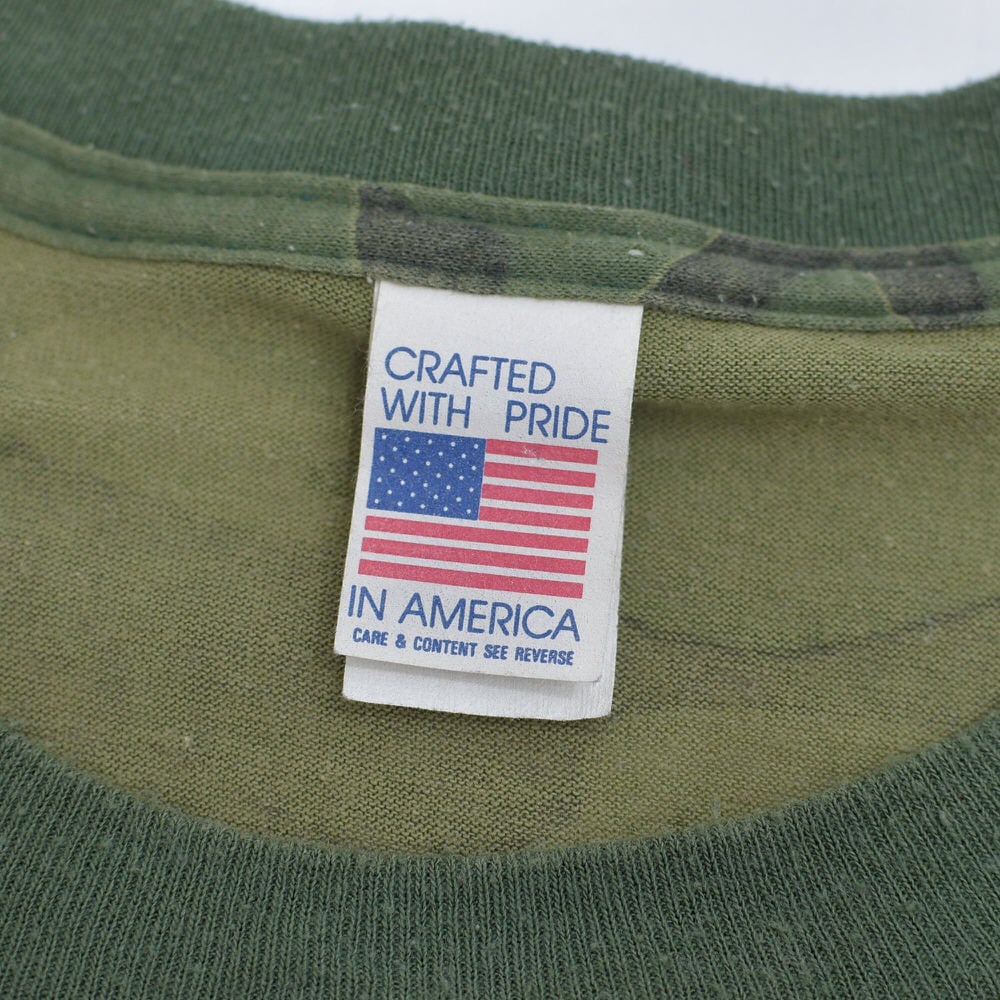 CRAFTED
WITH PRIDE
IN AMERICA
CARE & CONTENT SEE REVERSE